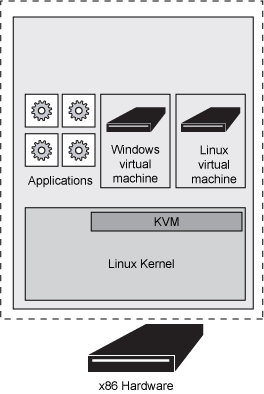 Applications
Windows
virtual
machine
Linux
virtual
machine
KVM
Linux Kernel
x86 Hardware